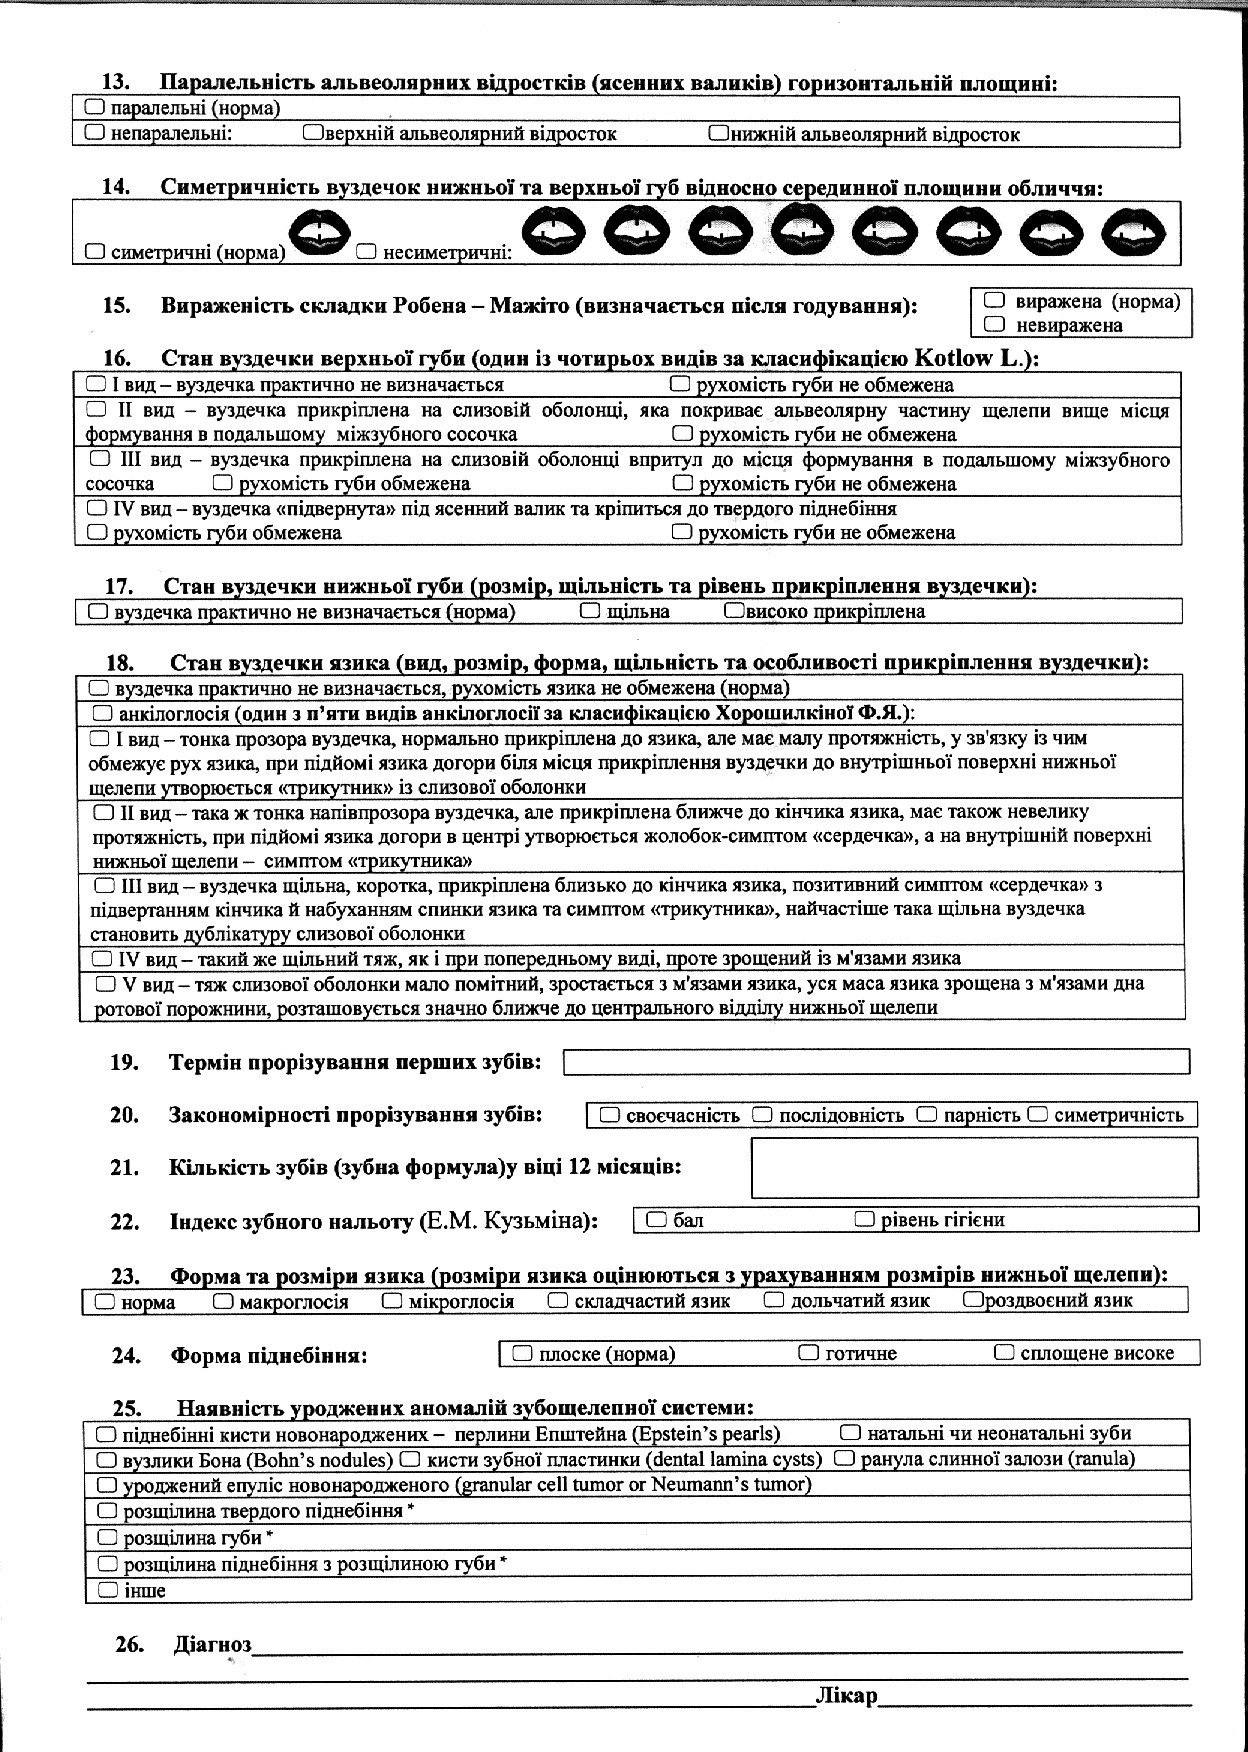 13. Паралельність альвеолярних відростків (ясенних валиків) горизонтальній площині:
паралельні (норма)
непаралельні: верхній альвеолярний відросток нижній альвеолярний відросток
14. Симетричність вуздечок нижньої та верхньої губ відносно серединної площини обличчя:
симетричні (норма) несиметричні:
15. Вираженість складки Робена – Мажіто (визначається після годування):
виражена (норма)
невиражена
16. Стан вуздечки верхньої губи (один із чотирьох видів за класифікацією Kotlow L.):
І вид – вуздечка практично не визначається рухомість губи не обмежена
ІІ вид – вуздечка прикріплена на слизовій оболонці, яка покриває альвеолярну частину щелепи вище місця
формування в подальшому міжзубного сосочка рухомість губи не обмежена
ІІІ вид – вуздечка прикріплена на слизовій оболонці впритул до місця формування в подальшому міжзубного
сосочка рухомість губи обмежена рухомість губи не обмежена
IV вид – вуздечка «підвернута» під ясенний валик та кріпиться до твердого піднебіння
рухомість губи обмежена рухомість губи не обмежена
17. Стан вуздечки нижньої губи (розмір, щільність та рівень прикріплення вуздечки):
вуздечка практично не визначається (норма) щільна високо прикріплена
18. Стан вуздечки язика (вид, розмір, форма, щільність та особливості прикріплення вуздечки):
вуздечка практично не визначається, рухомість язика не обмежена (норма)
анкілоглосія (один з п’яти видів анкілоглосії за класифікацією Хорошилкіної Ф.Я.):
І вид – тонка прозора вуздечка, нормально прикріплена до язика, але має малу протяжність, у зв'язку із чим
обмежує рух язика, при підйомі язика догори біля місця прикріплення вуздечки до внутрішньої поверхні нижньої
щелепи утворюється «трикутник» із слизової оболонки
ІІ вид – така ж тонка напівпрозора вуздечка, але прикріплена ближче до кінчика язика, має також невелику
протяжність, при підйомі язика догори в центрі утворюється жолобок-симптом «сердечка», а на внутрішній поверхні
нижньої щелепи – симптом «трикутника»
ІІІ вид – вуздечка щільна, коротка, прикріплена близько до кінчика язика, позитивний симптом «сердечка» з
підвертанням кінчика й набуханням спинки язика та симптом «трикутника», найчастіше така щільна вуздечка
становить дублікатуру слизової оболонки
IV вид – такий же щільний тяж, як і при попередньому виді, проте зрощений із м'язами язика
V вид – тяж слизової оболонки мало помітний, зростається з м'язами язика, уся маса язика зрощена з м'язами дна
ротової порожнини, розташовується значно ближче до центрального відділу нижньої щелепи
19. Термін прорізування перших зубів:
20. Закономірності прорізування зубів: своєчасність послідовність парність симетричність
21. Кількість зубів (зубна формула)у віці 12 місяців:
22. Індекс зубного нальоту (Е.М. Кузьміна): бал рівень гігієни
23. Форма та розміри язика (розміри язика оцінюються з урахуванням розмірів нижньої щелепи):
норма макроглосія мікроглосія складчастий язик дольчатий язик роздвоєний язик
24. Форма піднебіння: плоске (норма) готичне сплощене високе
25. Наявність уроджених аномалій зубощелепної системи:
піднебінні кисти новонароджених – перлини Епштейна (Epstein’s pearls) натальні чи неонатальні зуби
вузлики Бона (Bohn’s nodules) кисти зубної пластинки (dental lamina cysts) ранула слинної залози (ranula)
уроджений епуліс новонародженого (granular cell tumor or Neumann’s tumor)
розщілина твердого піднебіння *
розщілина губи *
розщілина піднебіння з розщілиною губи *
інше
26. Діагноз
Лікар